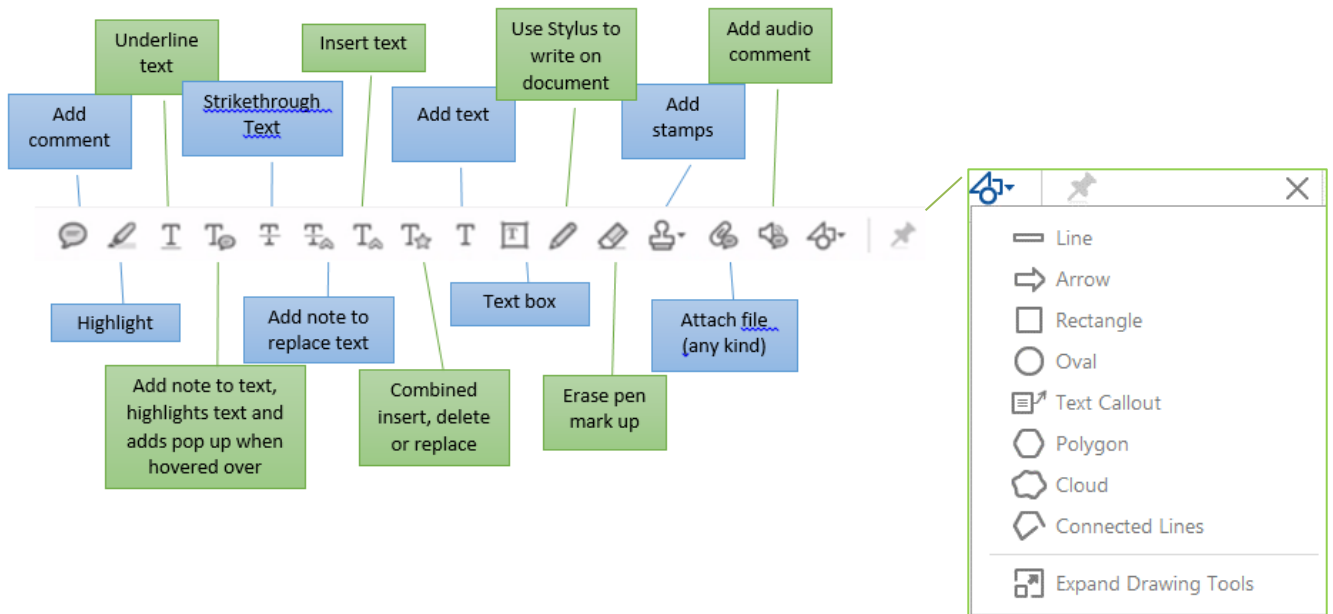 Underline
text
Insert text
Use Stylus to
write on
document
Add audio
comment
Add
comment
Strikethrough
Text
Add text
Add
stamps
Highlight
Add note to
replace text
Text box
Attach file
(any kind)
Add note to text,
highlights text and
adds pop up when
hovered over
Combined
insert, delete
or replace
Erase pen
mark up
Line
Arrow
Rectangle
Oval
Text Callout
Polygon
Cloud
Connected Lines
Expand Drawing Tools